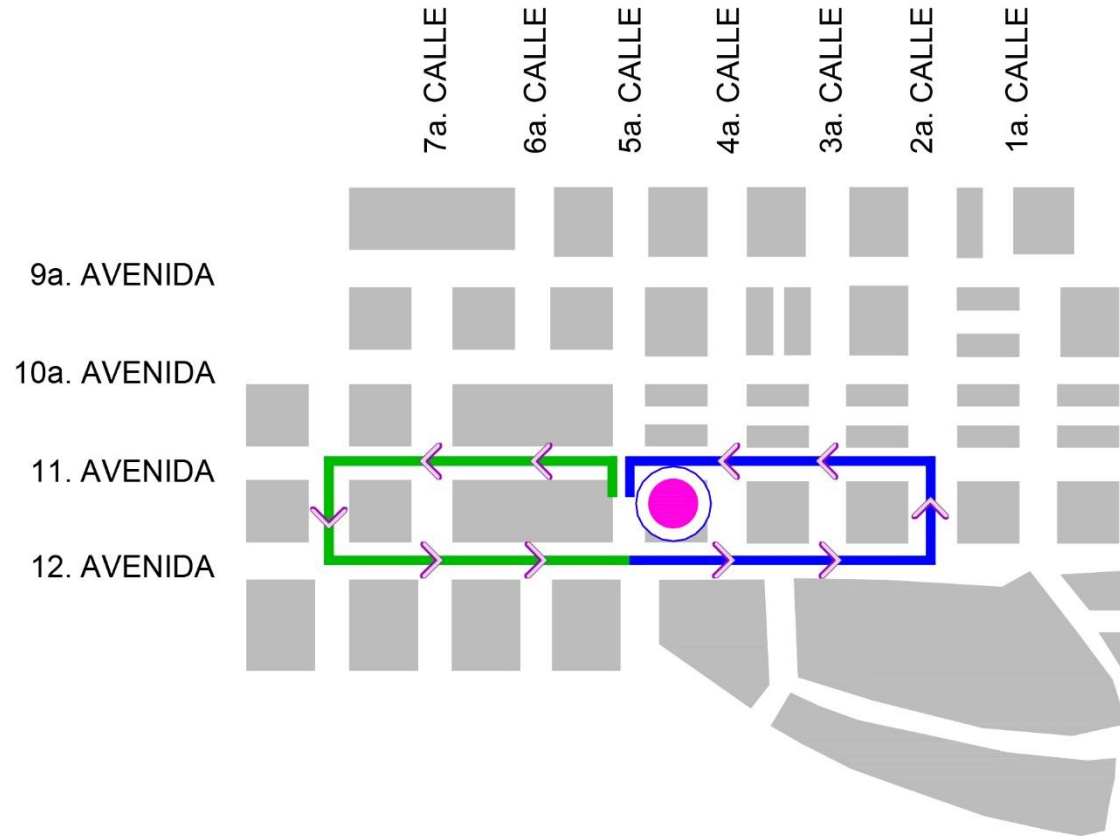 7a. CALLE
6a. CALLE
5a. CALLE
4a. CALLE
3a. CALLE
2a. CALLE
1a. CALLE
9a. AVENIDA
10a. AVENIDA
11. AVENIDA
12. AVENIDA